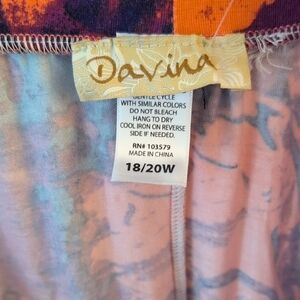 Davina
GENTLE CYCLE
WITH SIMILAR COLORS
DO NOT BLEACH
HANG TO DRY
COOL IRON ON REVERSE
SIDE IF NEEDED.
RN# 103579
MADE IN CHINA
18/20W